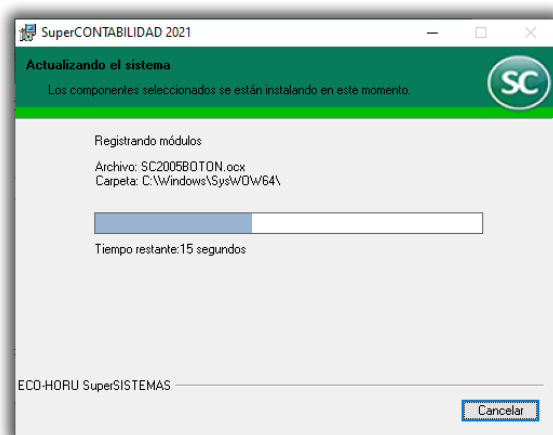 SuperCONTABILIDAD 2021
Actualizando el sistema
Los componentes seleccionados se están instalando en este momento.
SC
Registrando módulos
Archivo: SC2005BOTON.ocx
Carpeta: C:\Windows\SysWOW64\
Tiempo restante:15 segundos
ECO-HORU SuperSISTEMAS
Cancelar